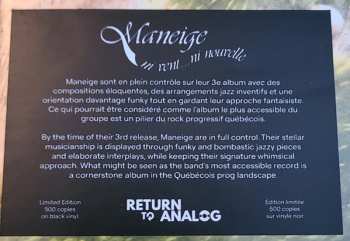 Maneige
ni vent... ni nouvelle
Maneige sont en plein contrôle sur leur 3e album avec des
compositions éloquentes, des arrangements jazz inventifs et une
orientation davantage funky tout en gardant leur approche fantaisiste.
Ce qui pourrait être considéré comme l'album le plus accessible du
groupe est un pilier du rock progressif québécois.
By the time of their 3rd release, Maneige are in full control. Their stellar
musicianship is displayed through funky and bombastic jazzy pieces
and elaborate interplays, while keeping their signature whimsical
approach. What might be seen as the band's most accessible record is
a cornerstone album in the Québécois prog landscape.
Limited Edition
500 copies
on black vinyl
RETURN
TO ANALOG
Édition limitée
500 copies
sur vinyle noir